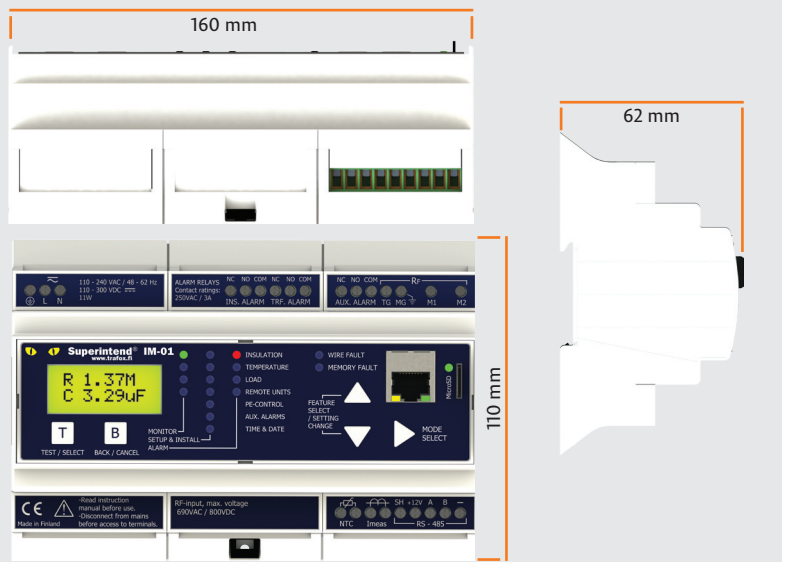 160 mm
62 mm
110 mm
110 - 240 VAC / 48 - 62 Hz
110 - 300 VDC
11W
L N
ALARM RELAYS
Contact ratings:
250VAC / 3A
NC NO COM NC NO COM
INS. ALARM TRF. ALARM
NC NO COM RF
AUX. ALARM TG MG M1 M2
Superintend® IM-01
www.trafox.fi
R 1.37M
C 3.29uF
T
TEST / SELECT
B
BACK / CANCEL
MONITOR
SETUP & INSTALL
ALARM
INSULATION
TEMPERATURE
LOAD
REMOTE UNITS
PE-CONTROL
AUX. ALARMS
TIME & DATE
WIRE FAULT
MEMORY FAULT
FEATURE
SELECT
/ SETTING
CHANGE
MODE
SELECT
MicroSD
CE
Made in Finland
-Read instruction
manual before use.
-Disconnect from mains
before access to terminals.
RF-input, max. voltage
690VAC / 800VDC
SH +12V A B -
NTC Imeas RS - 485